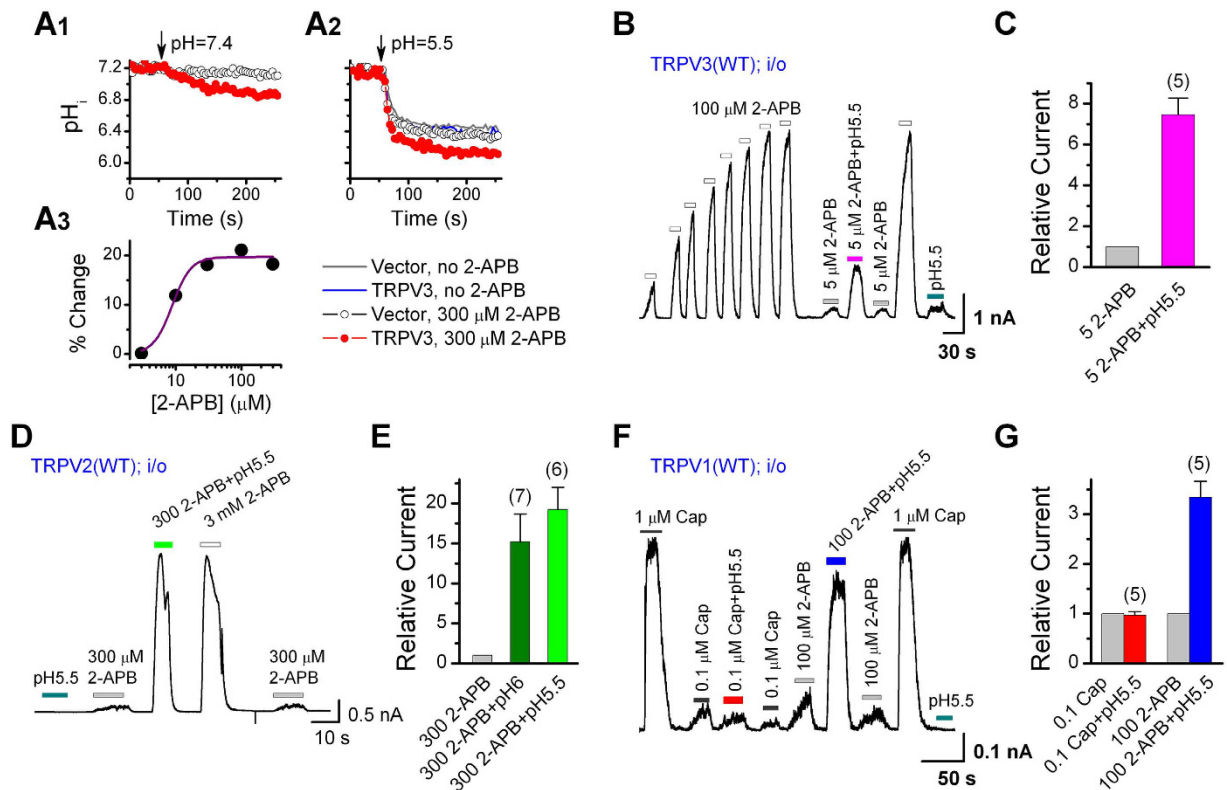 A1
pH=7.4
7.2
6.8
6.4
6.0
pHi
0 100 200
Time (s)
A2
pH=5.5
0 100 200
Time (s)
A3
20
10
0
% Change
10 100
[2-APB] (μM)
Vector, no 2-APB
TRPV3, no 2-APB
Vector, 300 μM 2-APB
TRPV3, 300 μM 2-APB
B
TRPV3(WT); i/o
100 μM 2-APB
5 μM 2-APB
5 μM 2-APB+pH5.5
5 μM 2-APB
pH5.5
1 nA
30 s
C
(5)
8
6
4
2
0
Relative Current
5 2-APB
5 2-APB+pH5.5
D
TRPV2(WT); i/o
300 2-APB+pH5.5
3 mM 2-APB
pH5.5
300 μM
2-APB
300 μM
2-APB
0.5 nA
10 s
E
(7)
(6)
20
15
10
5
0
Relative Current
300 2-APB
300 2-APB+pH6
300 2-APB+pH5.5
F
TRPV1(WT); i/o
1 μM Cap
0.1 μM Cap
0.1 μM Cap+pH5.5
0.1 μM Cap
100 μM 2-APB
100 2-APB+pH5.5
100 μM 2-APB
1 μM Cap
pH5.5
0.1 nA
50 s
G
(5)
(5)
3
2
1
0
Relative Current
0.1 Cap
0.1 Cap+pH5.5
100 2-APB
100 2-APB+pH5.5